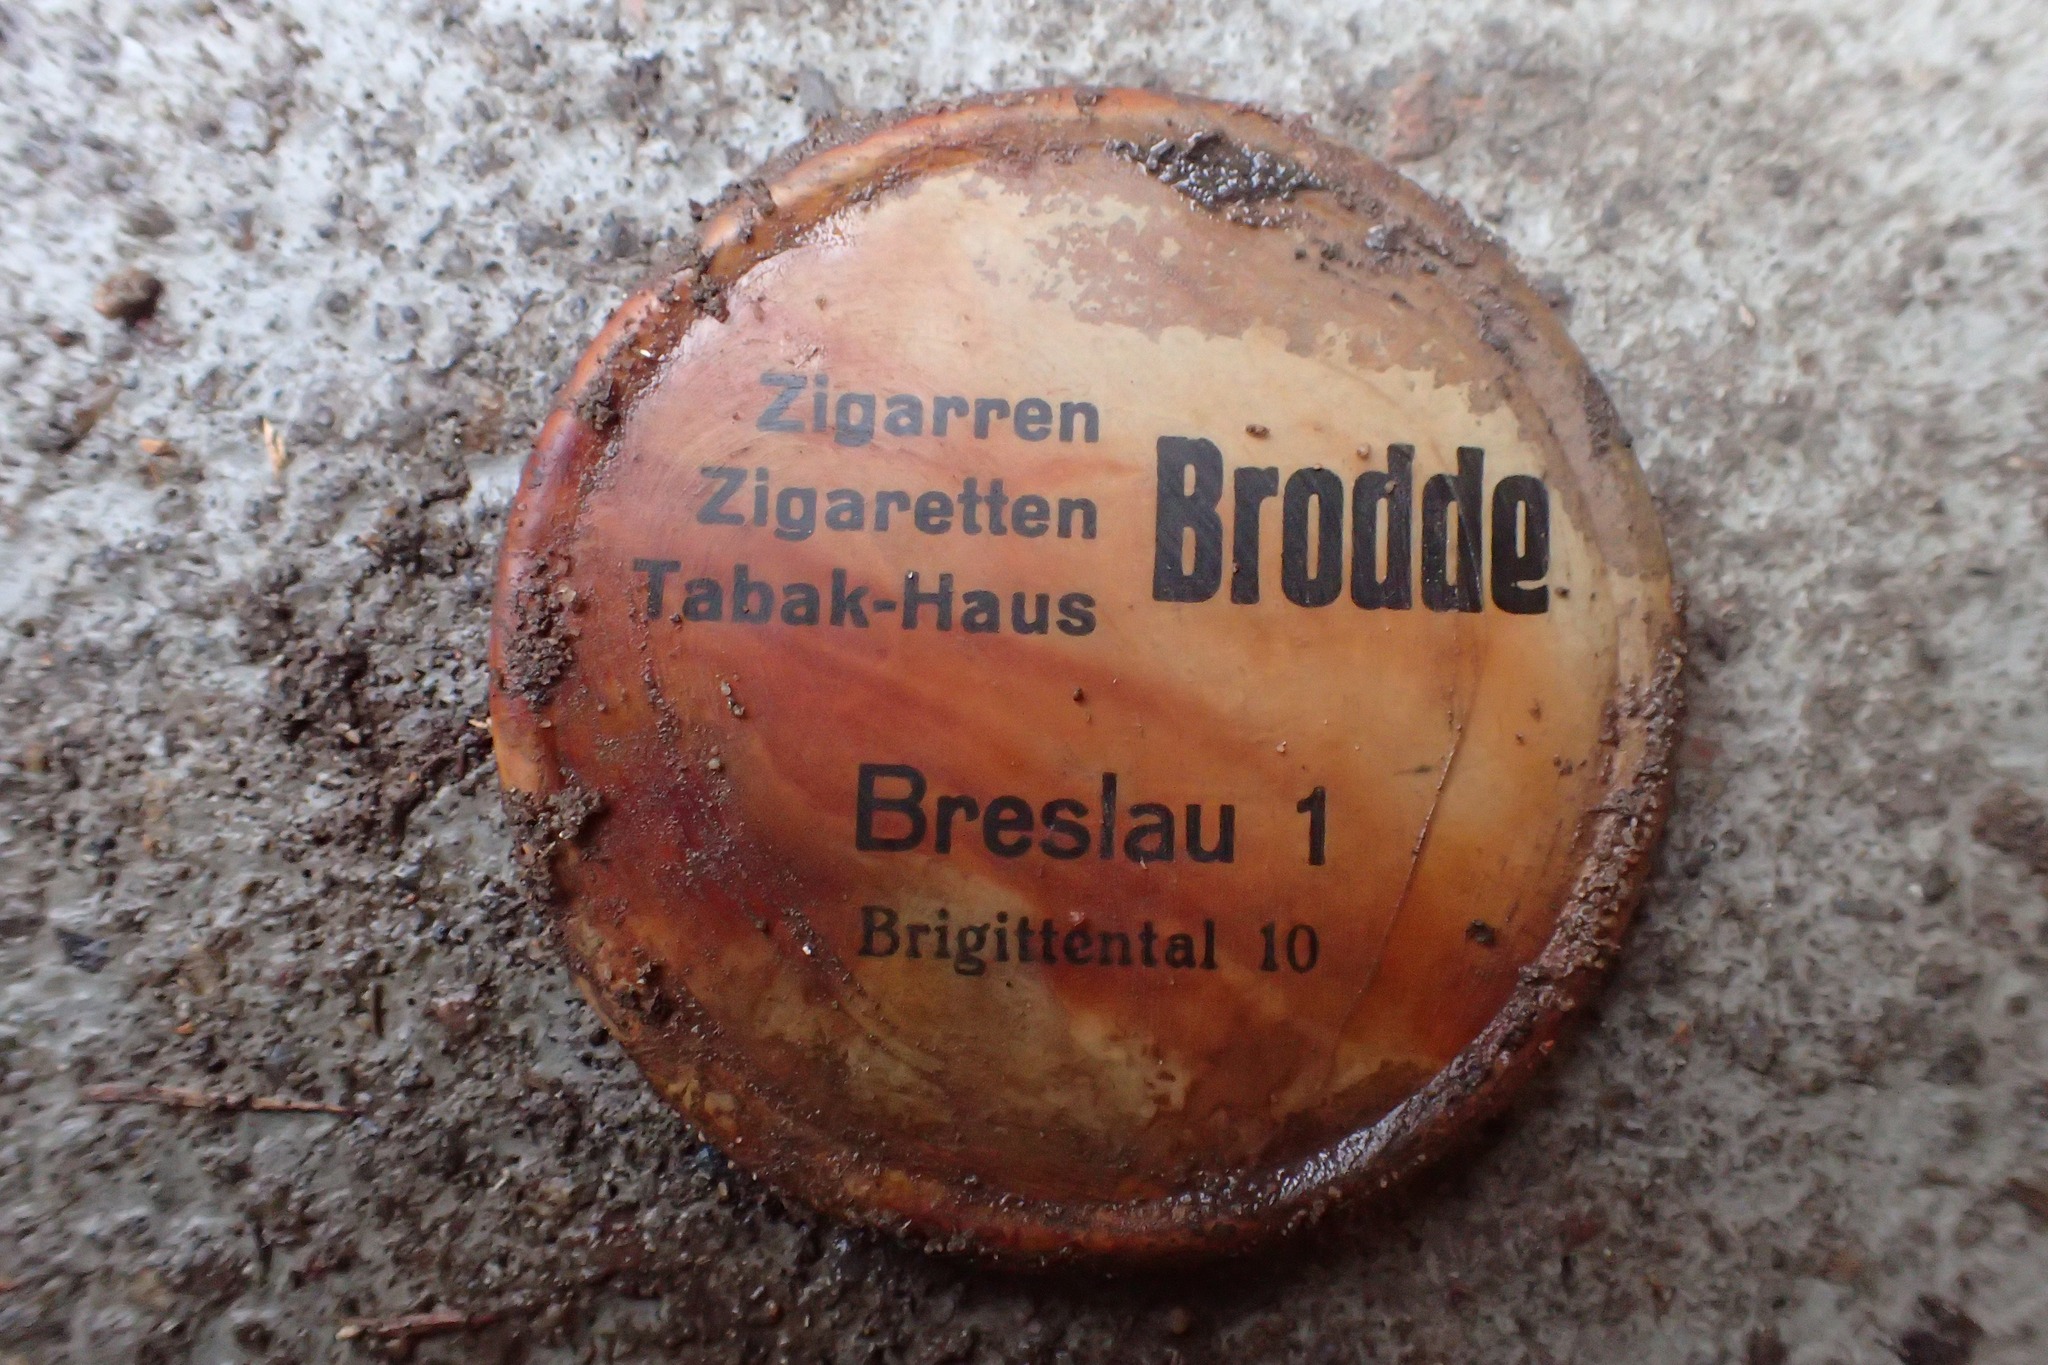 Zigarren
Zigaretten
Tabak-Haus
Brodde
Breslau 1
Brigittental 10